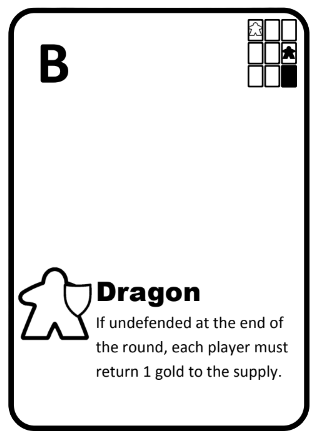 B
Dragon
If undefended at the end of
the round, each player must
return 1 gold to the supply.